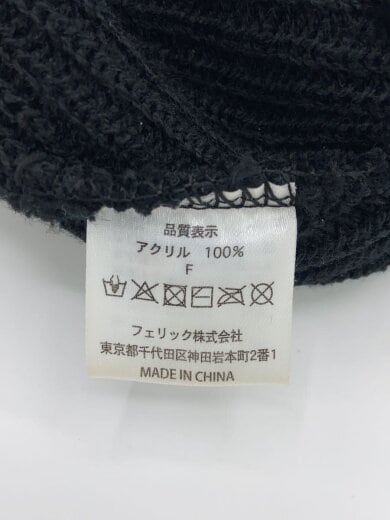 品質表示
アクリル 100%
F
フェリック株式会社
東京都千代田区神田岩本町2番1
MADE IN CHINA